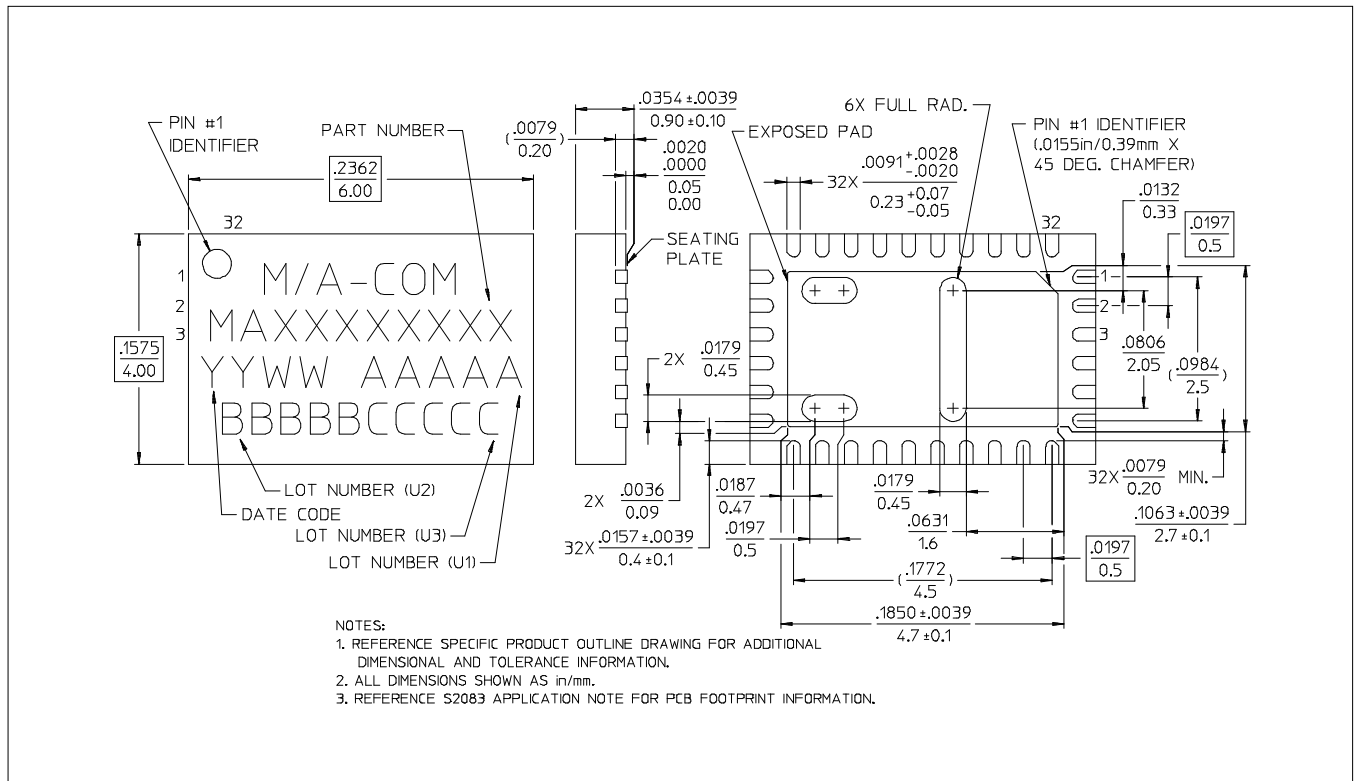 PIN #1
IDENTIFIER
PART NUMBER
.2362
6.00
32
1
2
3
.1575
4.00
M/A-COM
MAXXXXXXXXX
YYWW AAAAA
BBBBBCCCCC
LOT NUMBER (U2)
DATE CODE
LOT NUMBER (U3)
LOT NUMBER (U1)
.0354 ±.0039
0.90 ±0.10
(.0079
0.20)
.0020
.0000
0.05
0.00
SEATING
PLATE
EXPOSED PAD
6X FULL RAD.
32X .0091 +.0028 -.0020
0.23 +0.07 -0.05
PIN #1 IDENTIFIER
(.0155in/0.39mm X
45 DEG. CHAMFER)
32
.0132
0.33
.0197
0.5
1
2
3
2X .0179
0.45
.0806
2.05
(.0984
2.5)
2X .0036
0.09
32X .0157 ±.0039
0.4 ±0.1
.0187
0.47
.0197
0.5
.0179
0.45
.0631
1.6
32X .0079 MIN.
0.20
.1063 ±.0039
2.7 ±0.1
.0197
0.5
(.1772
4.5)
.1850 ±.0039
4.7 ±0.1
NOTES:
1. REFERENCE SPECIFIC PRODUCT OUTLINE DRAWING FOR ADDITIONAL
DIMENSIONAL AND TOLERANCE INFORMATION.
2. ALL DIMENSIONS SHOWN AS in/mm.
3. REFERENCE S2083 APPLICATION NOTE FOR PCB FOOTPRINT INFORMATION.